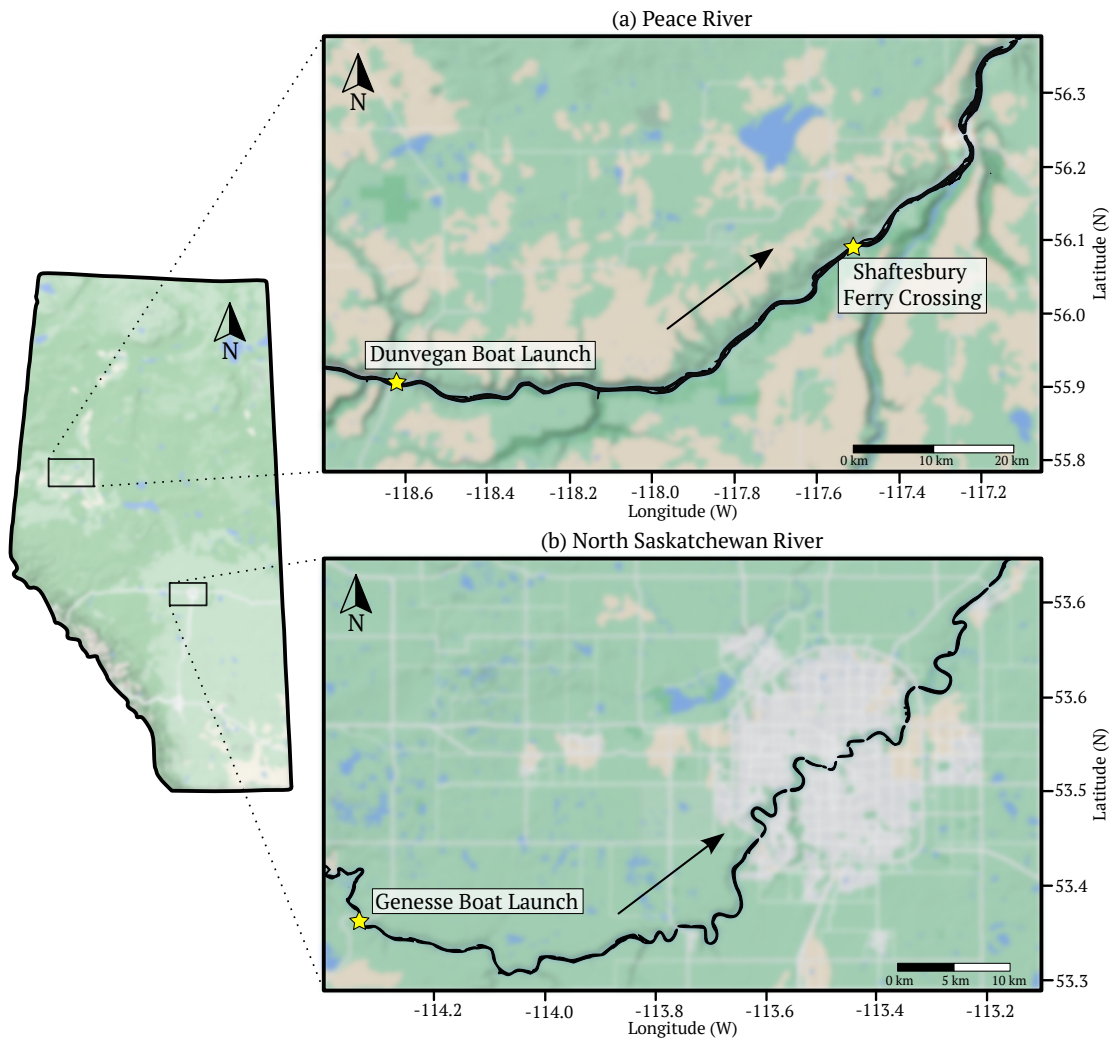 (a) Peace River
N
56.3
56.2
56.1
56.0
55.9
55.8
Latitude (N)
Shaftesbury
Ferry Crossing
Dunvegan Boat Launch
0 km
10 km
20 km
-118.6
-118.4
-118.2
-118.0
-117.8
-117.6
-117.4
-117.2
Longitude (W)
N
(b) North Saskatchewan River
N
53.6
53.6
53.5
53.4
53.3
Latitude (N)
Genesse Boat Launch
0 km
5 km
10 km
-114.2
-114.0
-113.8
-113.6
-113.4
-113.2
Longitude (W)